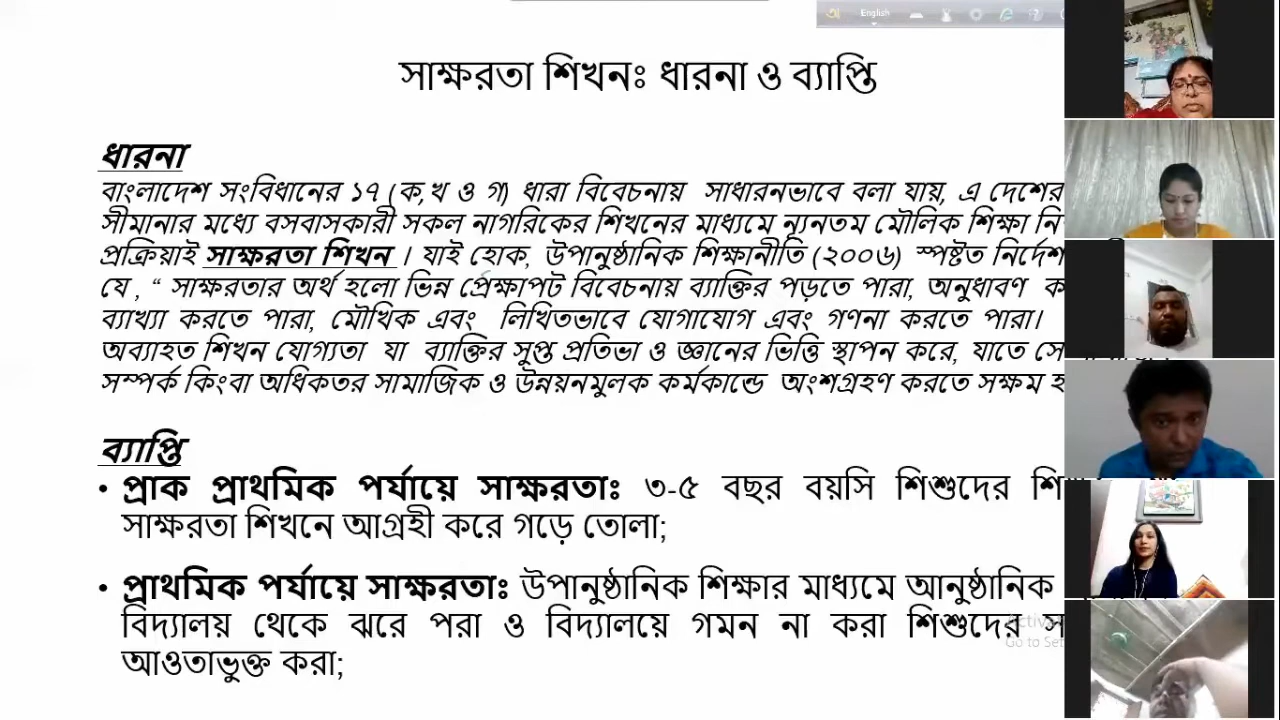 English
সাক্ষরতা শিখনঃ ধারনা ও ব্যাপ্তি
ধারনা
বাংলাদেশ সংবিধানের ১৭ (ক,খ ও গ) ধারা বিবেচনায় সাধারনভাবে বলা যায়, এ দেশের
সীমানার মধ্যে বসবাসকারী সকল নাগরিকের শিখনের মাধ্যমে ন্যূনতম মৌলিক শিক্ষা
প্রক্রিয়াই সাক্ষরতা শিখন । যাই হোক, উপানুষ্ঠানিক শিক্ষানীতি (২০০৬) স্পষ্টত
যে , “ সাক্ষরতার অর্থ হলো ভিন্ন প্রেক্ষাপট বিবেচনায় ব্যাক্তির পড়তে পারা, অনুধাবণ
ব্যাখ্যা করতে পারা, মৌখিক এবং লিখিতভাবে যোগাযোগ এবং গণনা করতে পারা।
অব্যাহত শিখন যোগ্যতা যা ব্যাক্তির সুপ্ত প্রতিভা ও জ্ঞানের ভিত্তি স্থাপন করে, যাতে সে
সম্পর্ক কিংবা অধিকতর সামাজিক ও উন্নয়নমুলক কর্মকান্ডে অংশগ্রহণ করতে সক্ষম
ব্যাপ্তি
• প্রাক প্রাথমিক পর্যায়ে সাক্ষরতাঃ ৩-৫ বছর বয়সি শিশুদের
সাক্ষরতা শিখনে আগ্রহী করে গড়ে তোলা;
• প্রাথমিক পর্যায়ে সাক্ষরতাঃ উপানুষ্ঠানিক শিক্ষার মাধ্যমে আনুষ্ঠানিক
বিদ্যালয় থেকে ঝরে পরা ও বিদ্যালয়ে গমন না করা শিশুদের
আওতাভুক্ত করা;
Go to